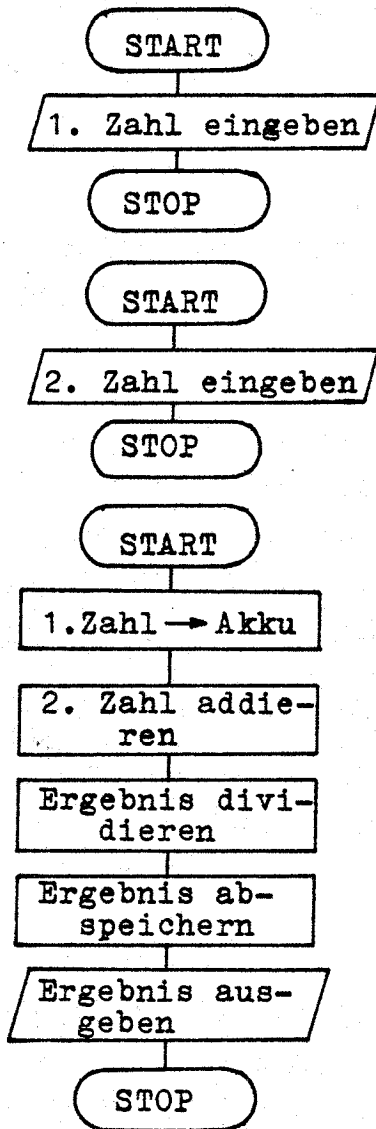 START
1. Zahl eingeben
STOP
START
2. Zahl eingeben
STOP
START
1.Zahl → Akku
2. Zahl addie-
ren
Ergebnis divi-
dieren
Ergebnis ab-
speichern
Ergebnis aus-
geben
STOP